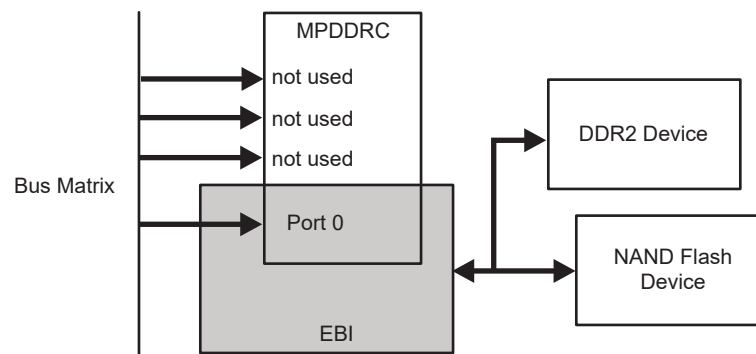 MPDDRC
not used
not used
not used
Bus Matrix
Port 0
EBI
DDR2 Device
NAND Flash
Device